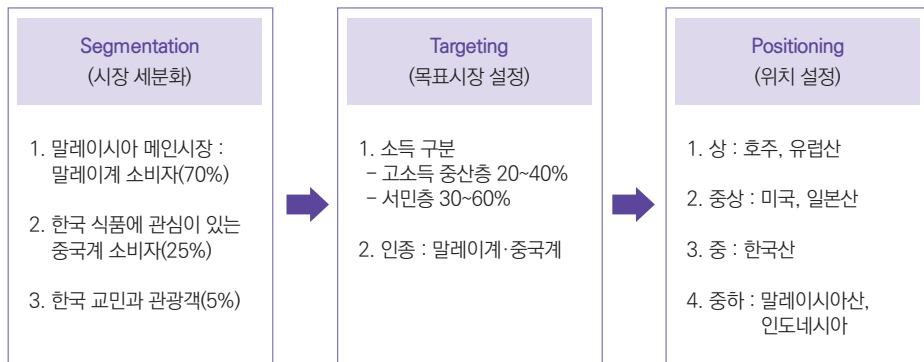 Segmentation
(시장 세분화)
1. 말레이시아 메인시장 :
말레이계 소비자(70%)
2. 한국 식품에 관심이 있는
중국계 소비자(25%)
3. 한국 교민과 관광객(5%)
Targeting
(목표시장 설정)
1. 소득 구분
– 고소득 중산층 20~40%
– 서민층 30~60%
2. 인종 : 말레이계·중국계
Positioning
(위치 설정)
1. 상 : 호주, 유럽산
2. 중상 : 미국, 일본산
3. 중 : 한국산
4. 중하 : 말레이시아산,
인도네시아